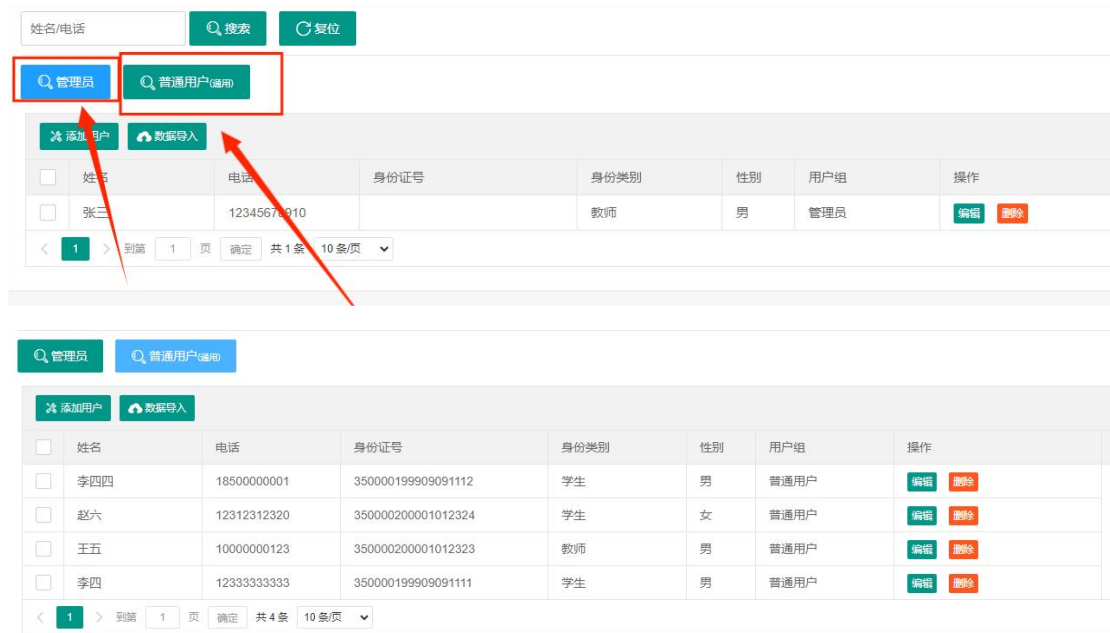 姓名/电话 搜索 复位
管理员 普通用户(通用)
添加用户 数据导入
姓名 电话 身份证号 身份类别 性别 用户组 操作
张三 12345678910 教师 男 管理员 编辑 删除
1 到第 1 页 确定 共 1 条 10 条/页
管理员 普通用户(通用)
添加用户 数据导入
姓名 电话 身份证号 身份类别 性别 用户组 操作
李四四 18500000001 350000199909091112 学生 男 普通用户 编辑 删除
赵六 12312312320 350000200001012324 学生 女 普通用户 编辑 删除
王五 10000000123 350000200001012323 教师 男 普通用户 编辑 删除
李四 12333333333 350000199909091111 学生 男 普通用户 编辑 删除
1 到第 1 页 确定 共 4 条 10 条/页